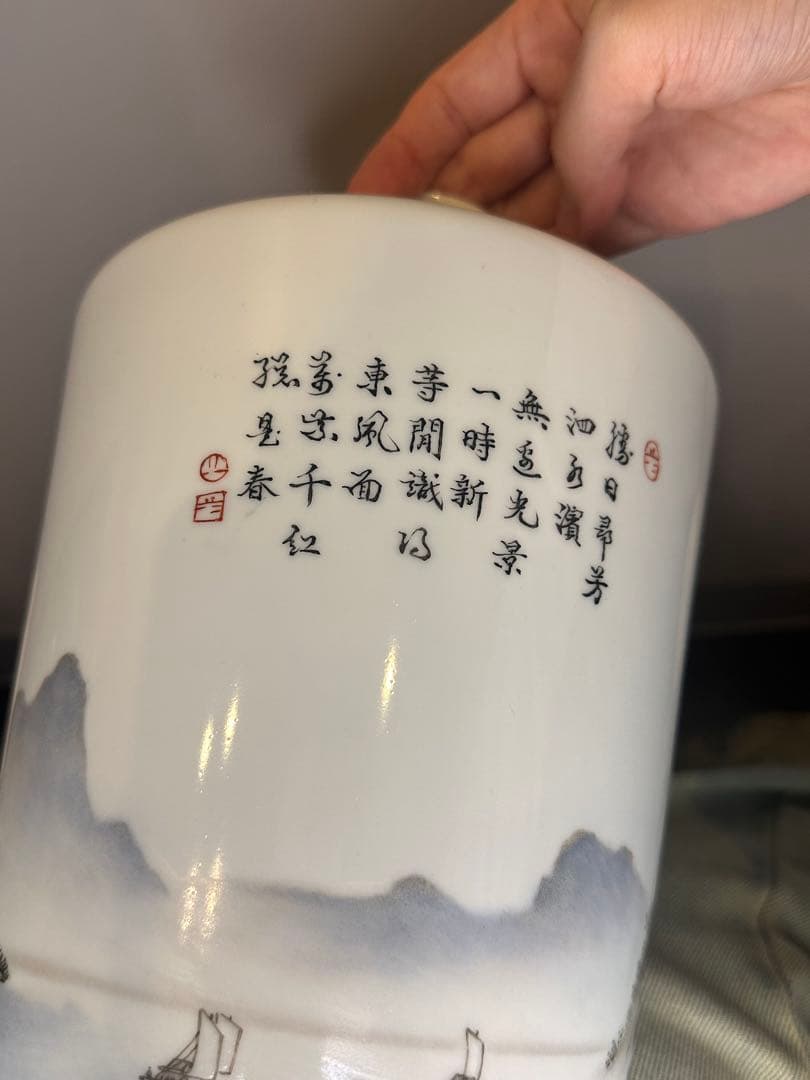 勝日尋芳
泗水濱
無邊光景
一時新
等閒識得
東風面
萬紫千紅
總是春